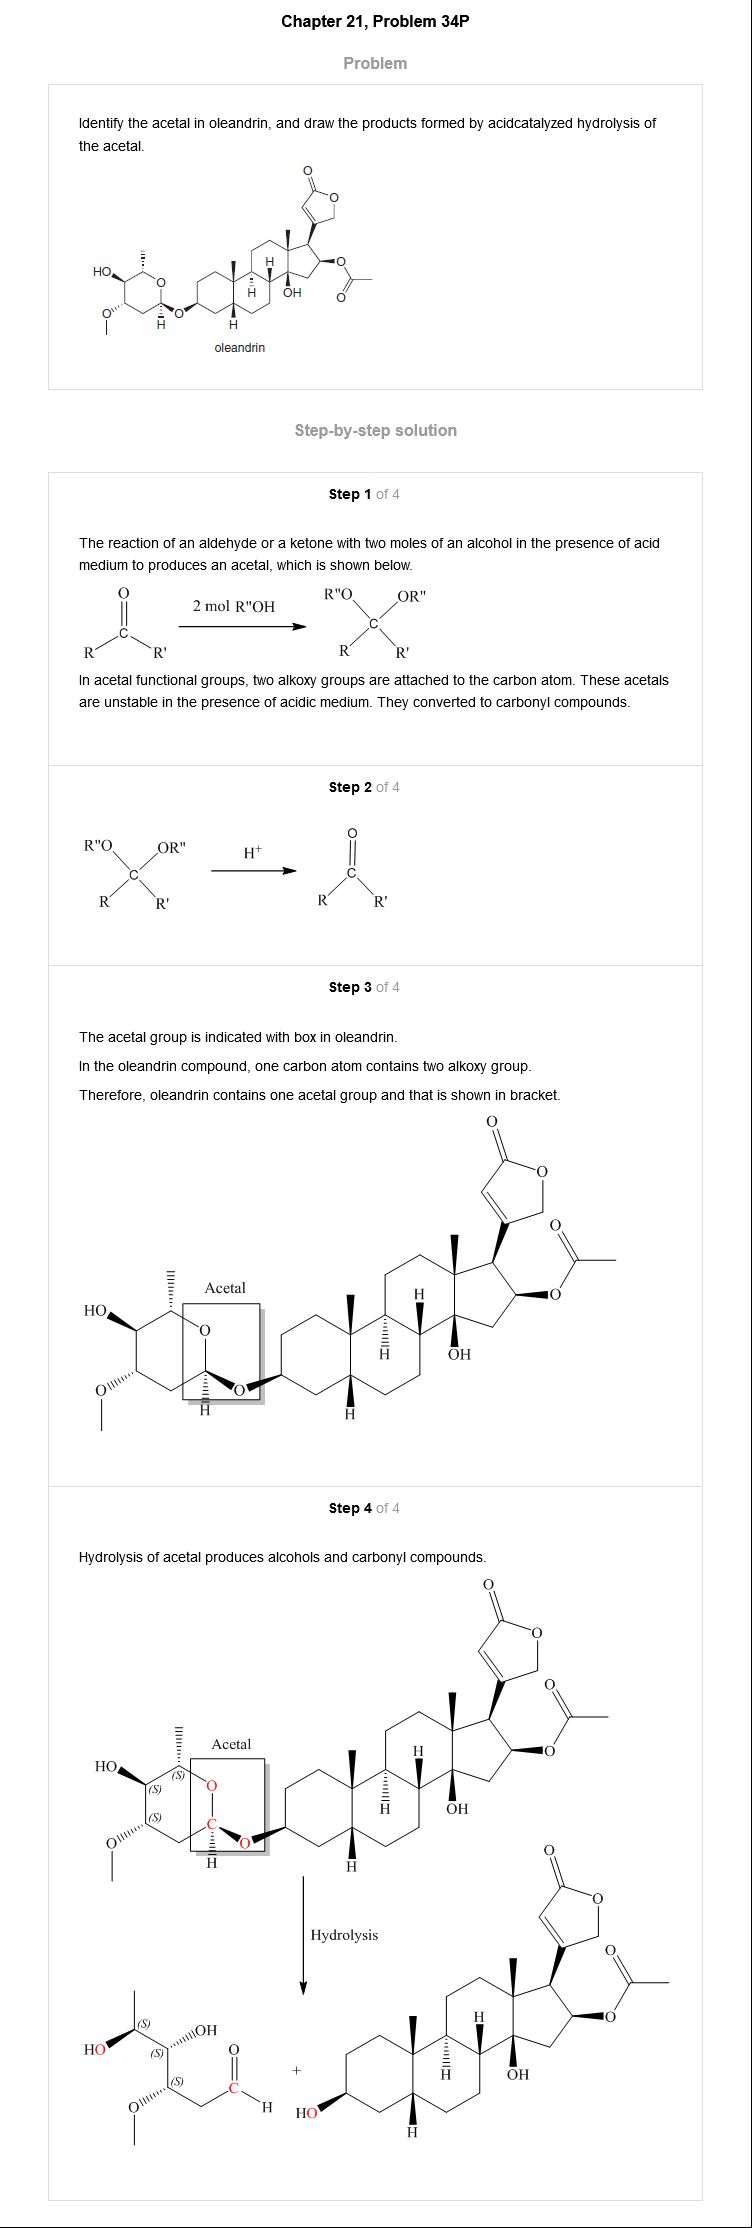 Chapter 21, Problem 34P
Problem
Identify the acetal in oleandrin, and draw the products formed by acidcatalyzed hydrolysis of
the acetal.
O
O
HO
O
H
O
H
OH
O
O
O
H
H
oleandrin
Step-by-step solution
Step 1 of 4
The reaction of an aldehyde or a ketone with two moles of an alcohol in the presence of acid
medium to produces an acetal, which is shown below.
O
C
R
R'
2 mol R"OH
R"O
OR"
C
R
R'
In acetal functional groups, two alkoxy groups are attached to the carbon atom. These acetals
are unstable in the presence of acidic medium. They converted to carbonyl compounds.
Step 2 of 4
R"O
OR"
C
R
R'
H+
O
C
R
R'
Step 3 of 4
The acetal group is indicated with box in oleandrin.
In the oleandrin compound, one carbon atom contains two alkoxy group.
Therefore, oleandrin contains one acetal group and that is shown in bracket.
O
O
O
Acetal
H
O
HO
O
H
OH
O
O
H
H
Step 4 of 4
Hydrolysis of acetal produces alcohols and carbonyl compounds.
O
O
O
Acetal
H
O
HO
(S)
(S)
O
H
OH
(S)
O
C
O
H
H
Hydrolysis
O
O
O
H
O
(S)
OH
HO
(S)
O
H
OH
(S)
C
O
H
+
HO
H